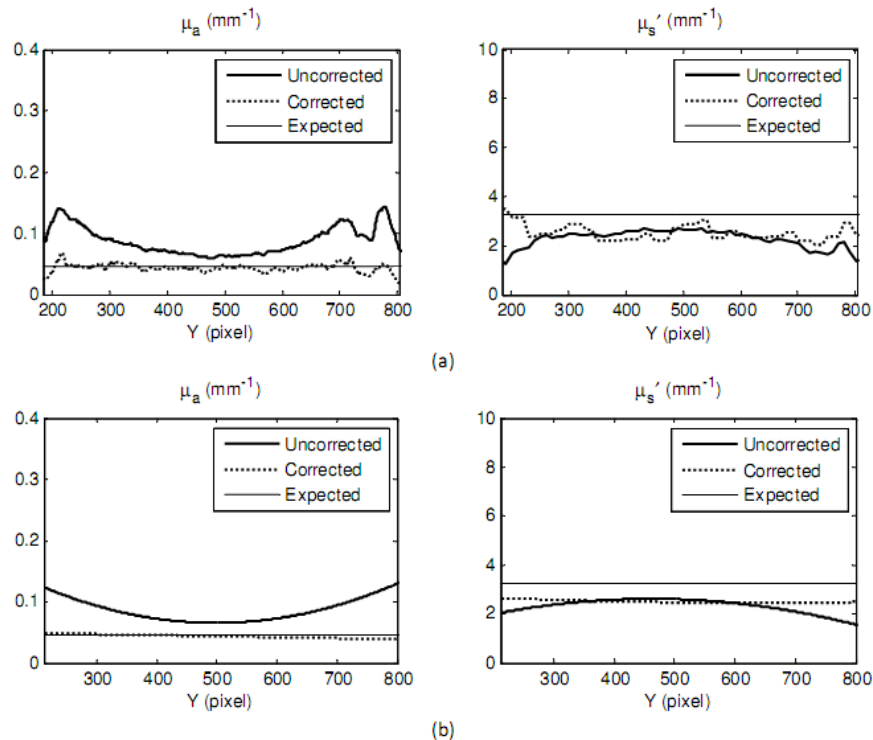 μa (mm-1)
0.4
0.3
0.2
0.1
0
Uncorrected
Corrected
Expected
200 300 400 500 600 700 800
Y (pixel)
μs′ (mm-1)
10
8
6
4
2
0
Uncorrected
Corrected
Expected
200 300 400 500 600 700 800
Y (pixel)
(a)
μa (mm-1)
0.4
0.3
0.2
0.1
0
Uncorrected
Corrected
Expected
300 400 500 600 700 800
Y (pixel)
μs′ (mm-1)
10
8
6
4
2
0
Uncorrected
Corrected
Expected
300 400 500 600 700 800
Y (pixel)
(b)